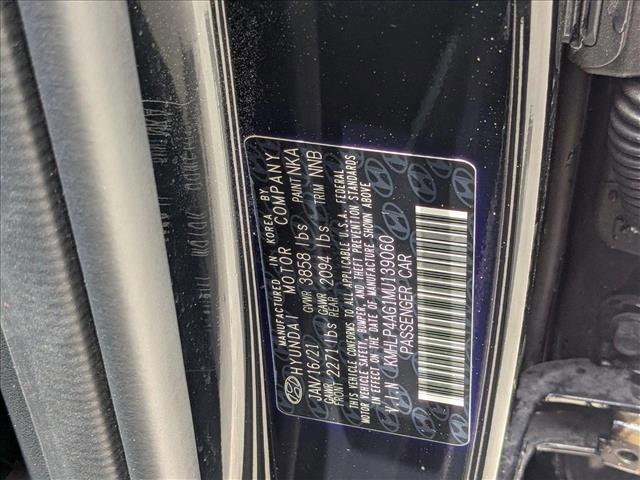 MANUFACTURED IN KOREA BY
HYUNDAI MOTOR COMPANY
JAN/16/21 GVWR 3858 lbs PAINT NKA
GAWR FRONT 2271lbs GAWR REAR 2094 lbs TRIM NNB
THIS VEHICLE CONFORMS TO ALL APPLICABLE U.S.A. FEDERAL
MOTOR VEHICLE SAFETY, BUMPER, AND THEFT PREVENTION STANDARDS
IN EFFECT ON THE DATE OF MANUFACTURE SHOWN ABOVE
V.I.N KMHLP4AG1MU139060
PASSENGER CAR